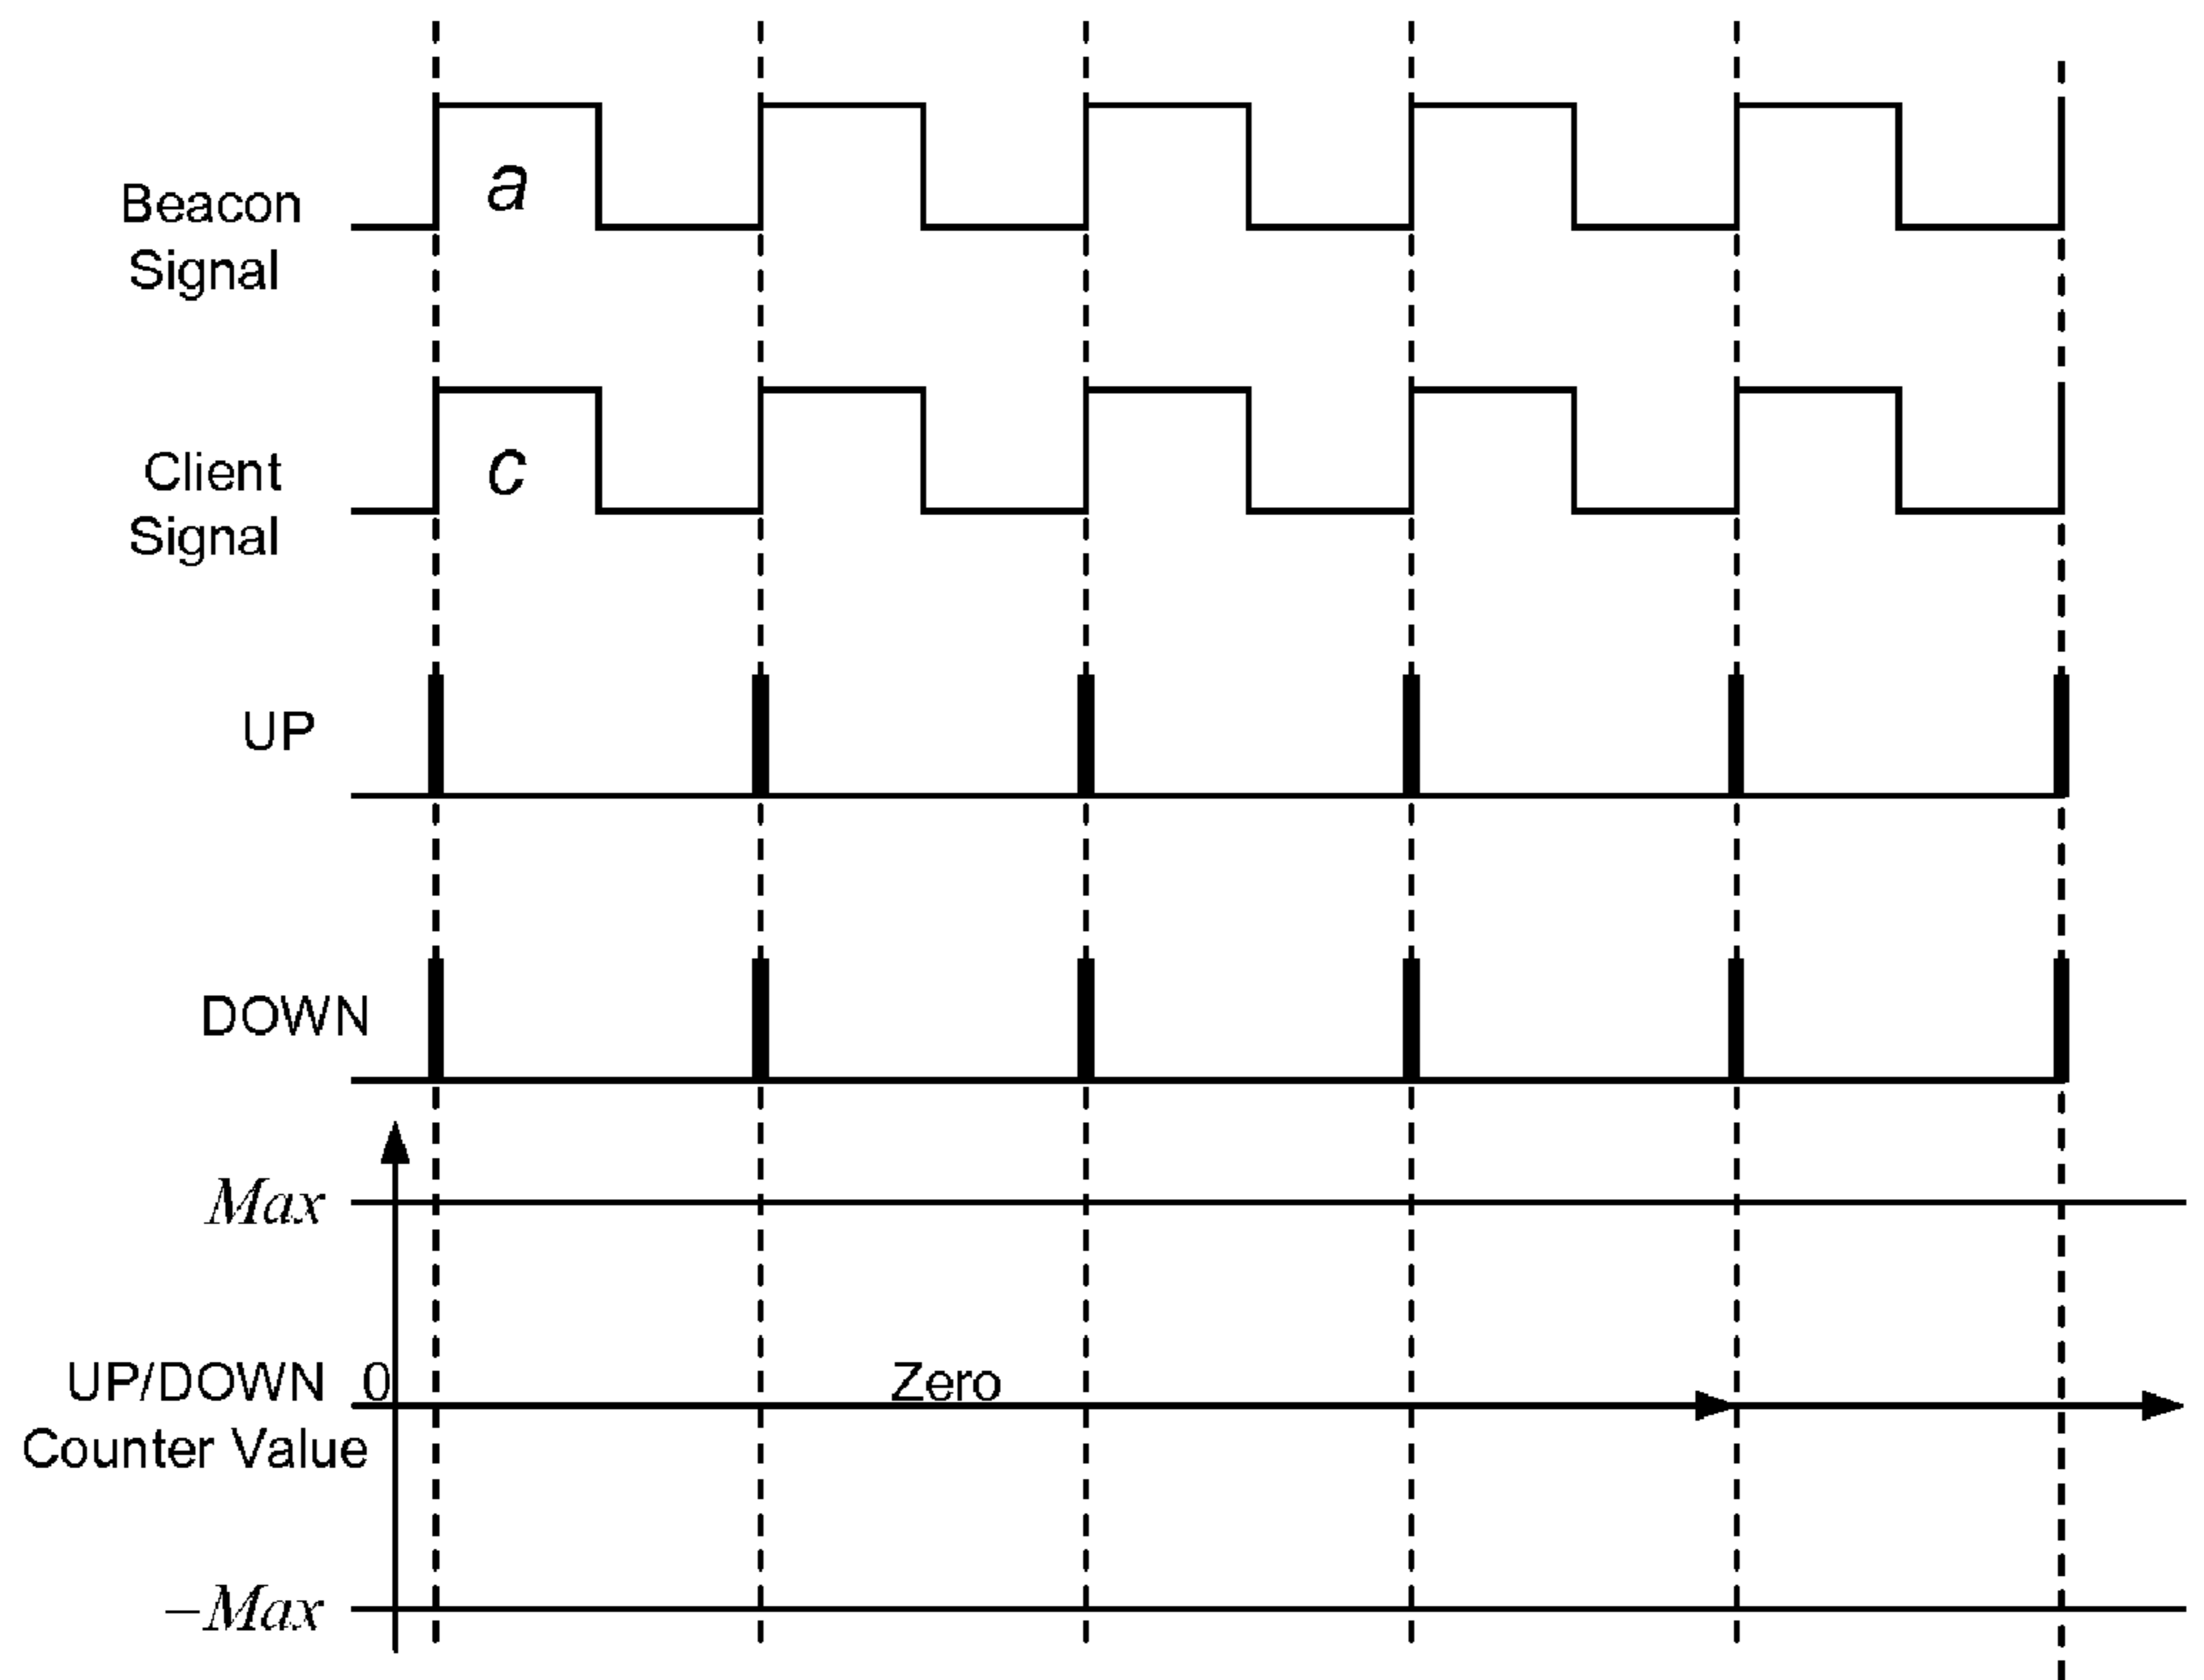 Beacon
Signal
a
Client
Signal
c
UP
DOWN
Max
UP/DOWN 0
Counter Value
Zero
−Max